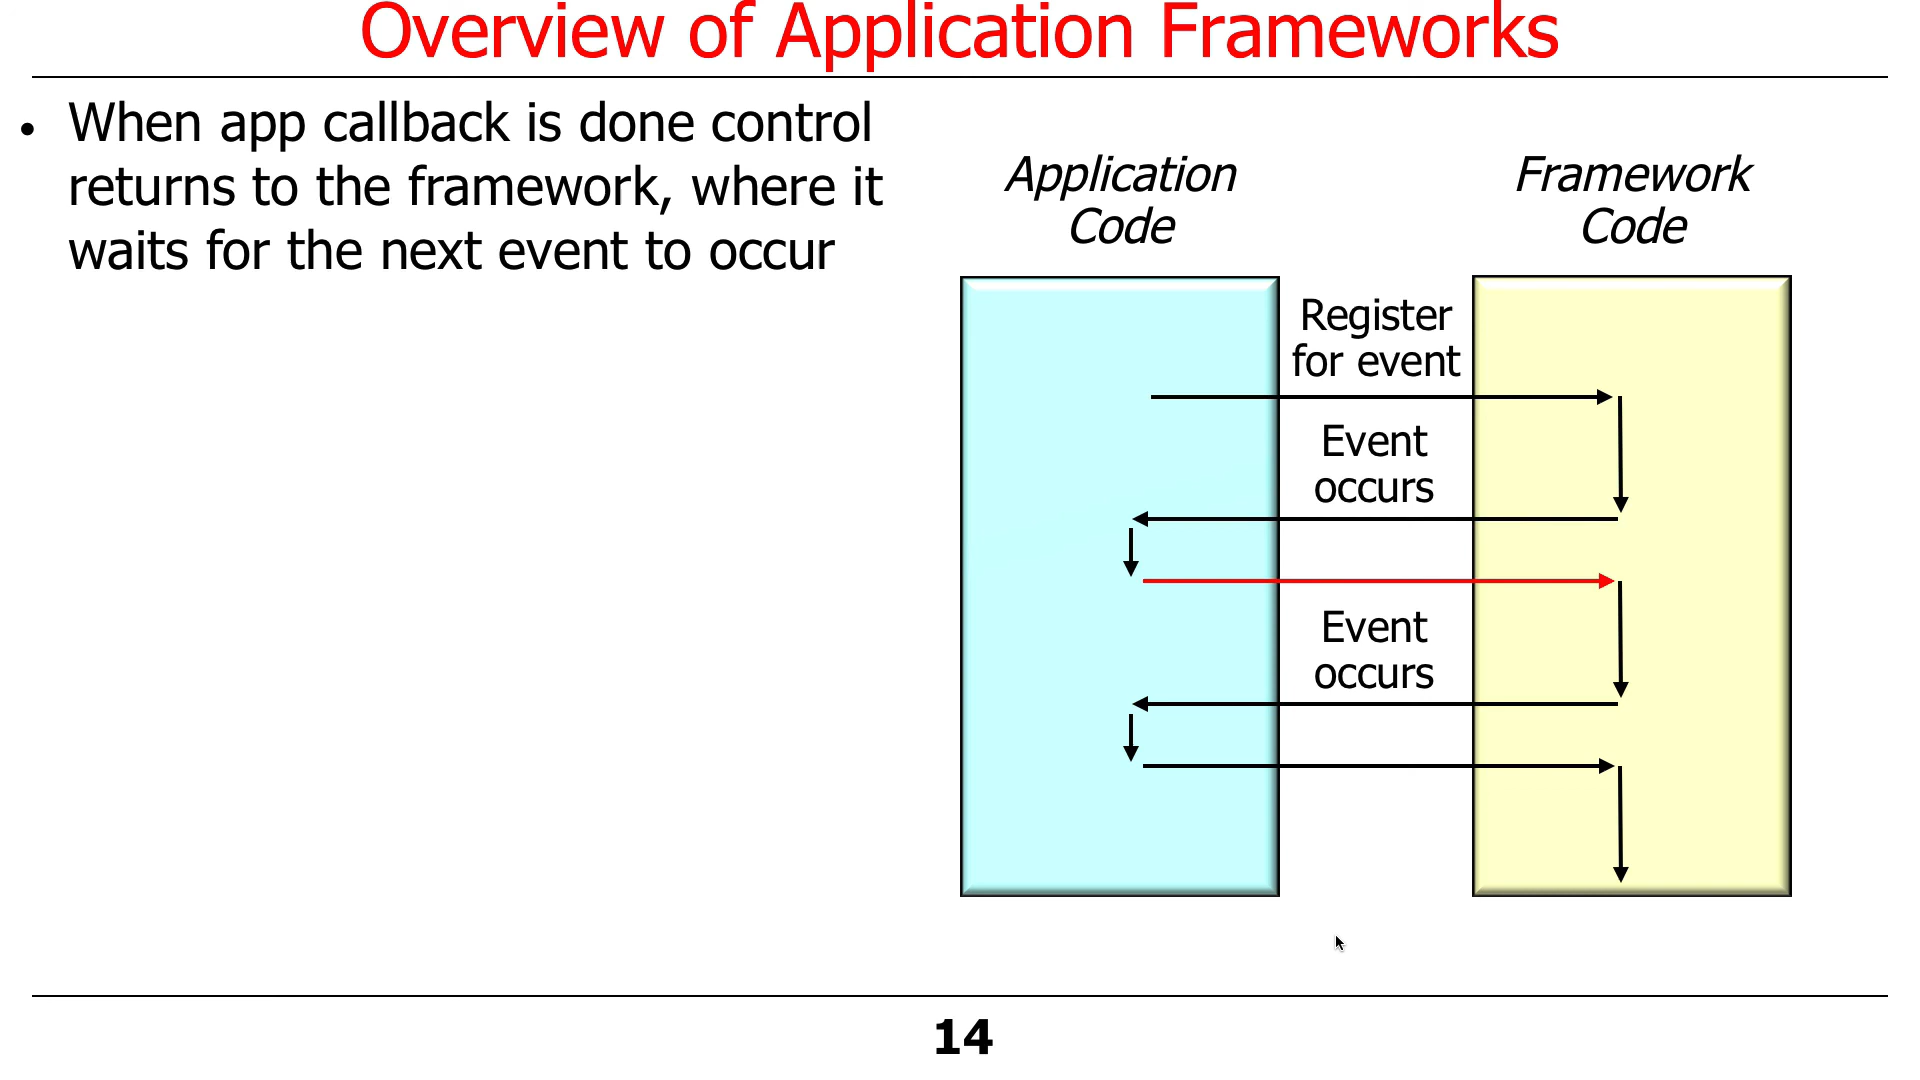 Overview of Application Frameworks
• When app callback is done control
returns to the framework, where it
waits for the next event to occur
Application
Code
Framework
Code
Register
for event
Event
occurs
Event
occurs
14